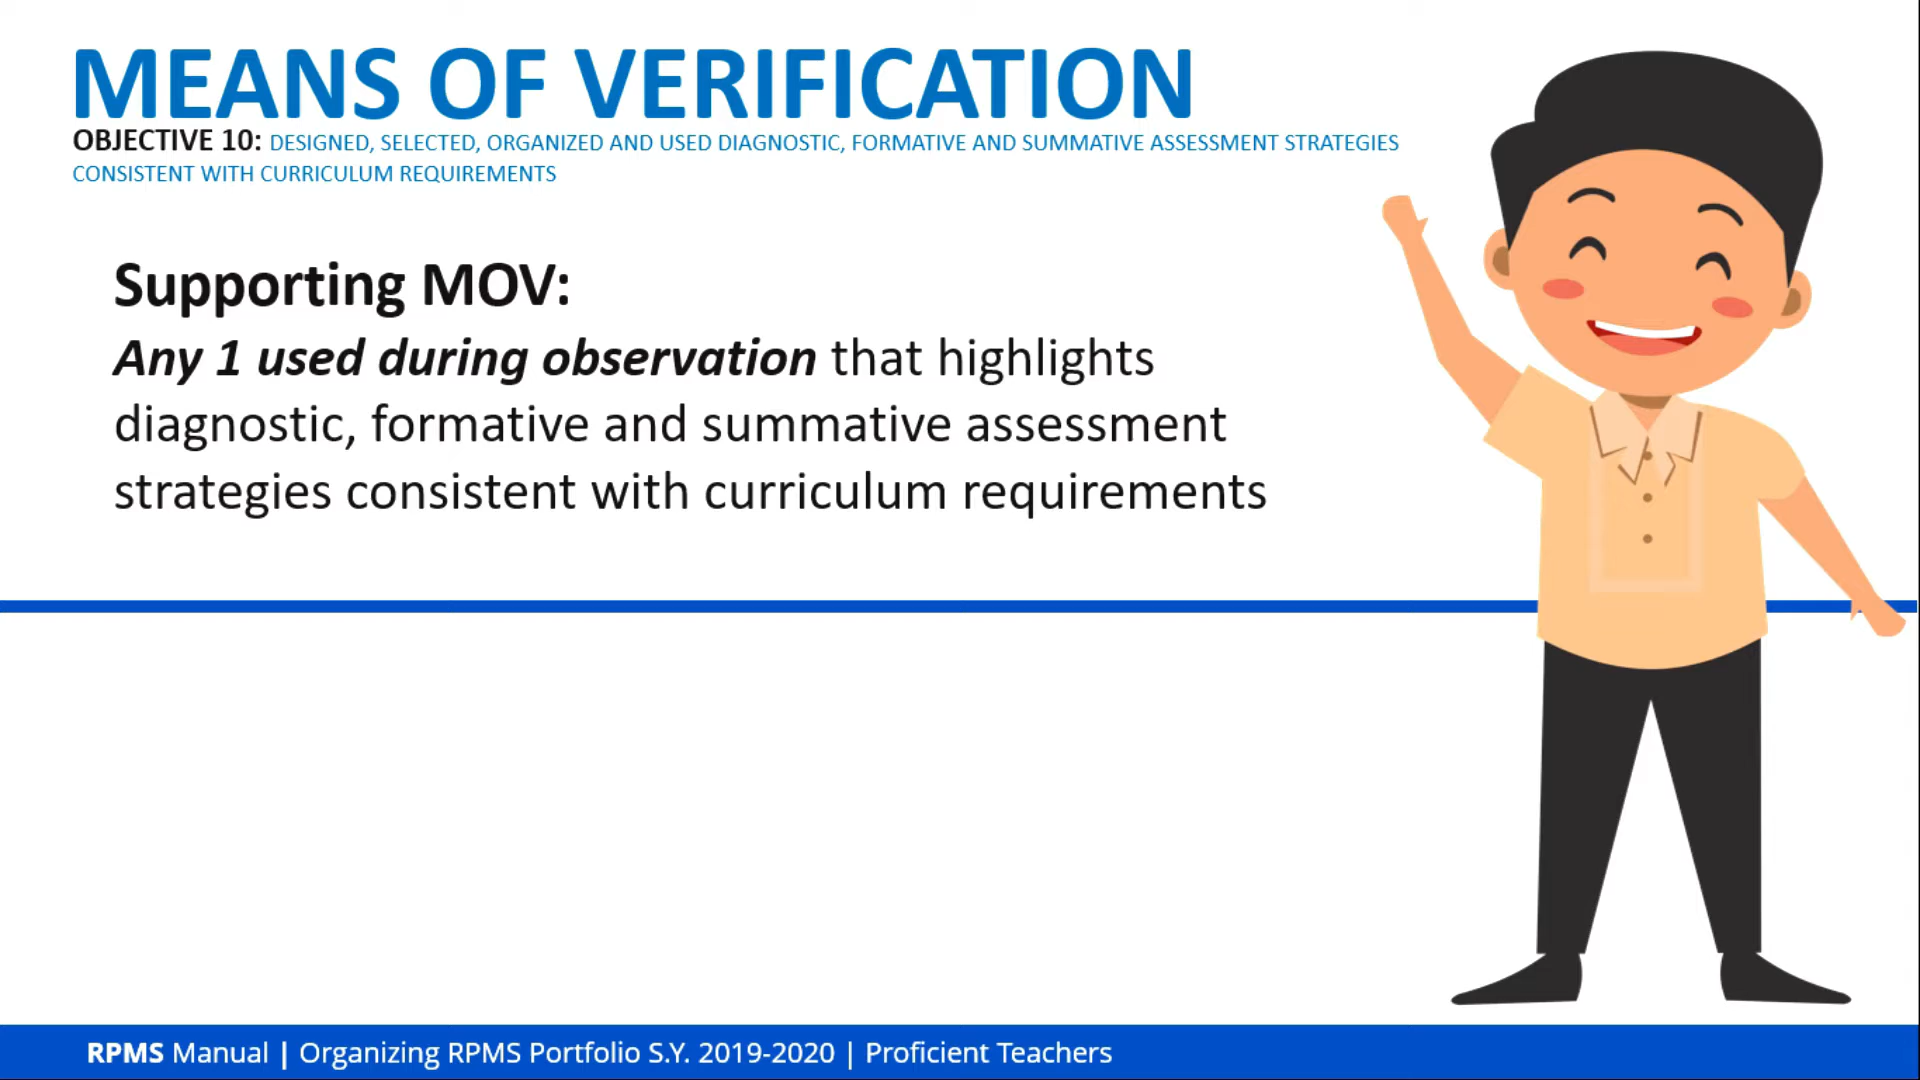 MEANS OF VERIFICATION
OBJECTIVE 10: DESIGNED, SELECTED, ORGANIZED AND USED DIAGNOSTIC, FORMATIVE AND SUMMATIVE ASSESSMENT STRATEGIES
CONSISTENT WITH CURRICULUM REQUIREMENTS
Supporting MOV:
Any 1 used during observation that highlights
diagnostic, formative and summative assessment
strategies consistent with curriculum requirements
RPMS Manual | Organizing RPMS Portfolio S.Y. 2019-2020 | Proficient Teachers